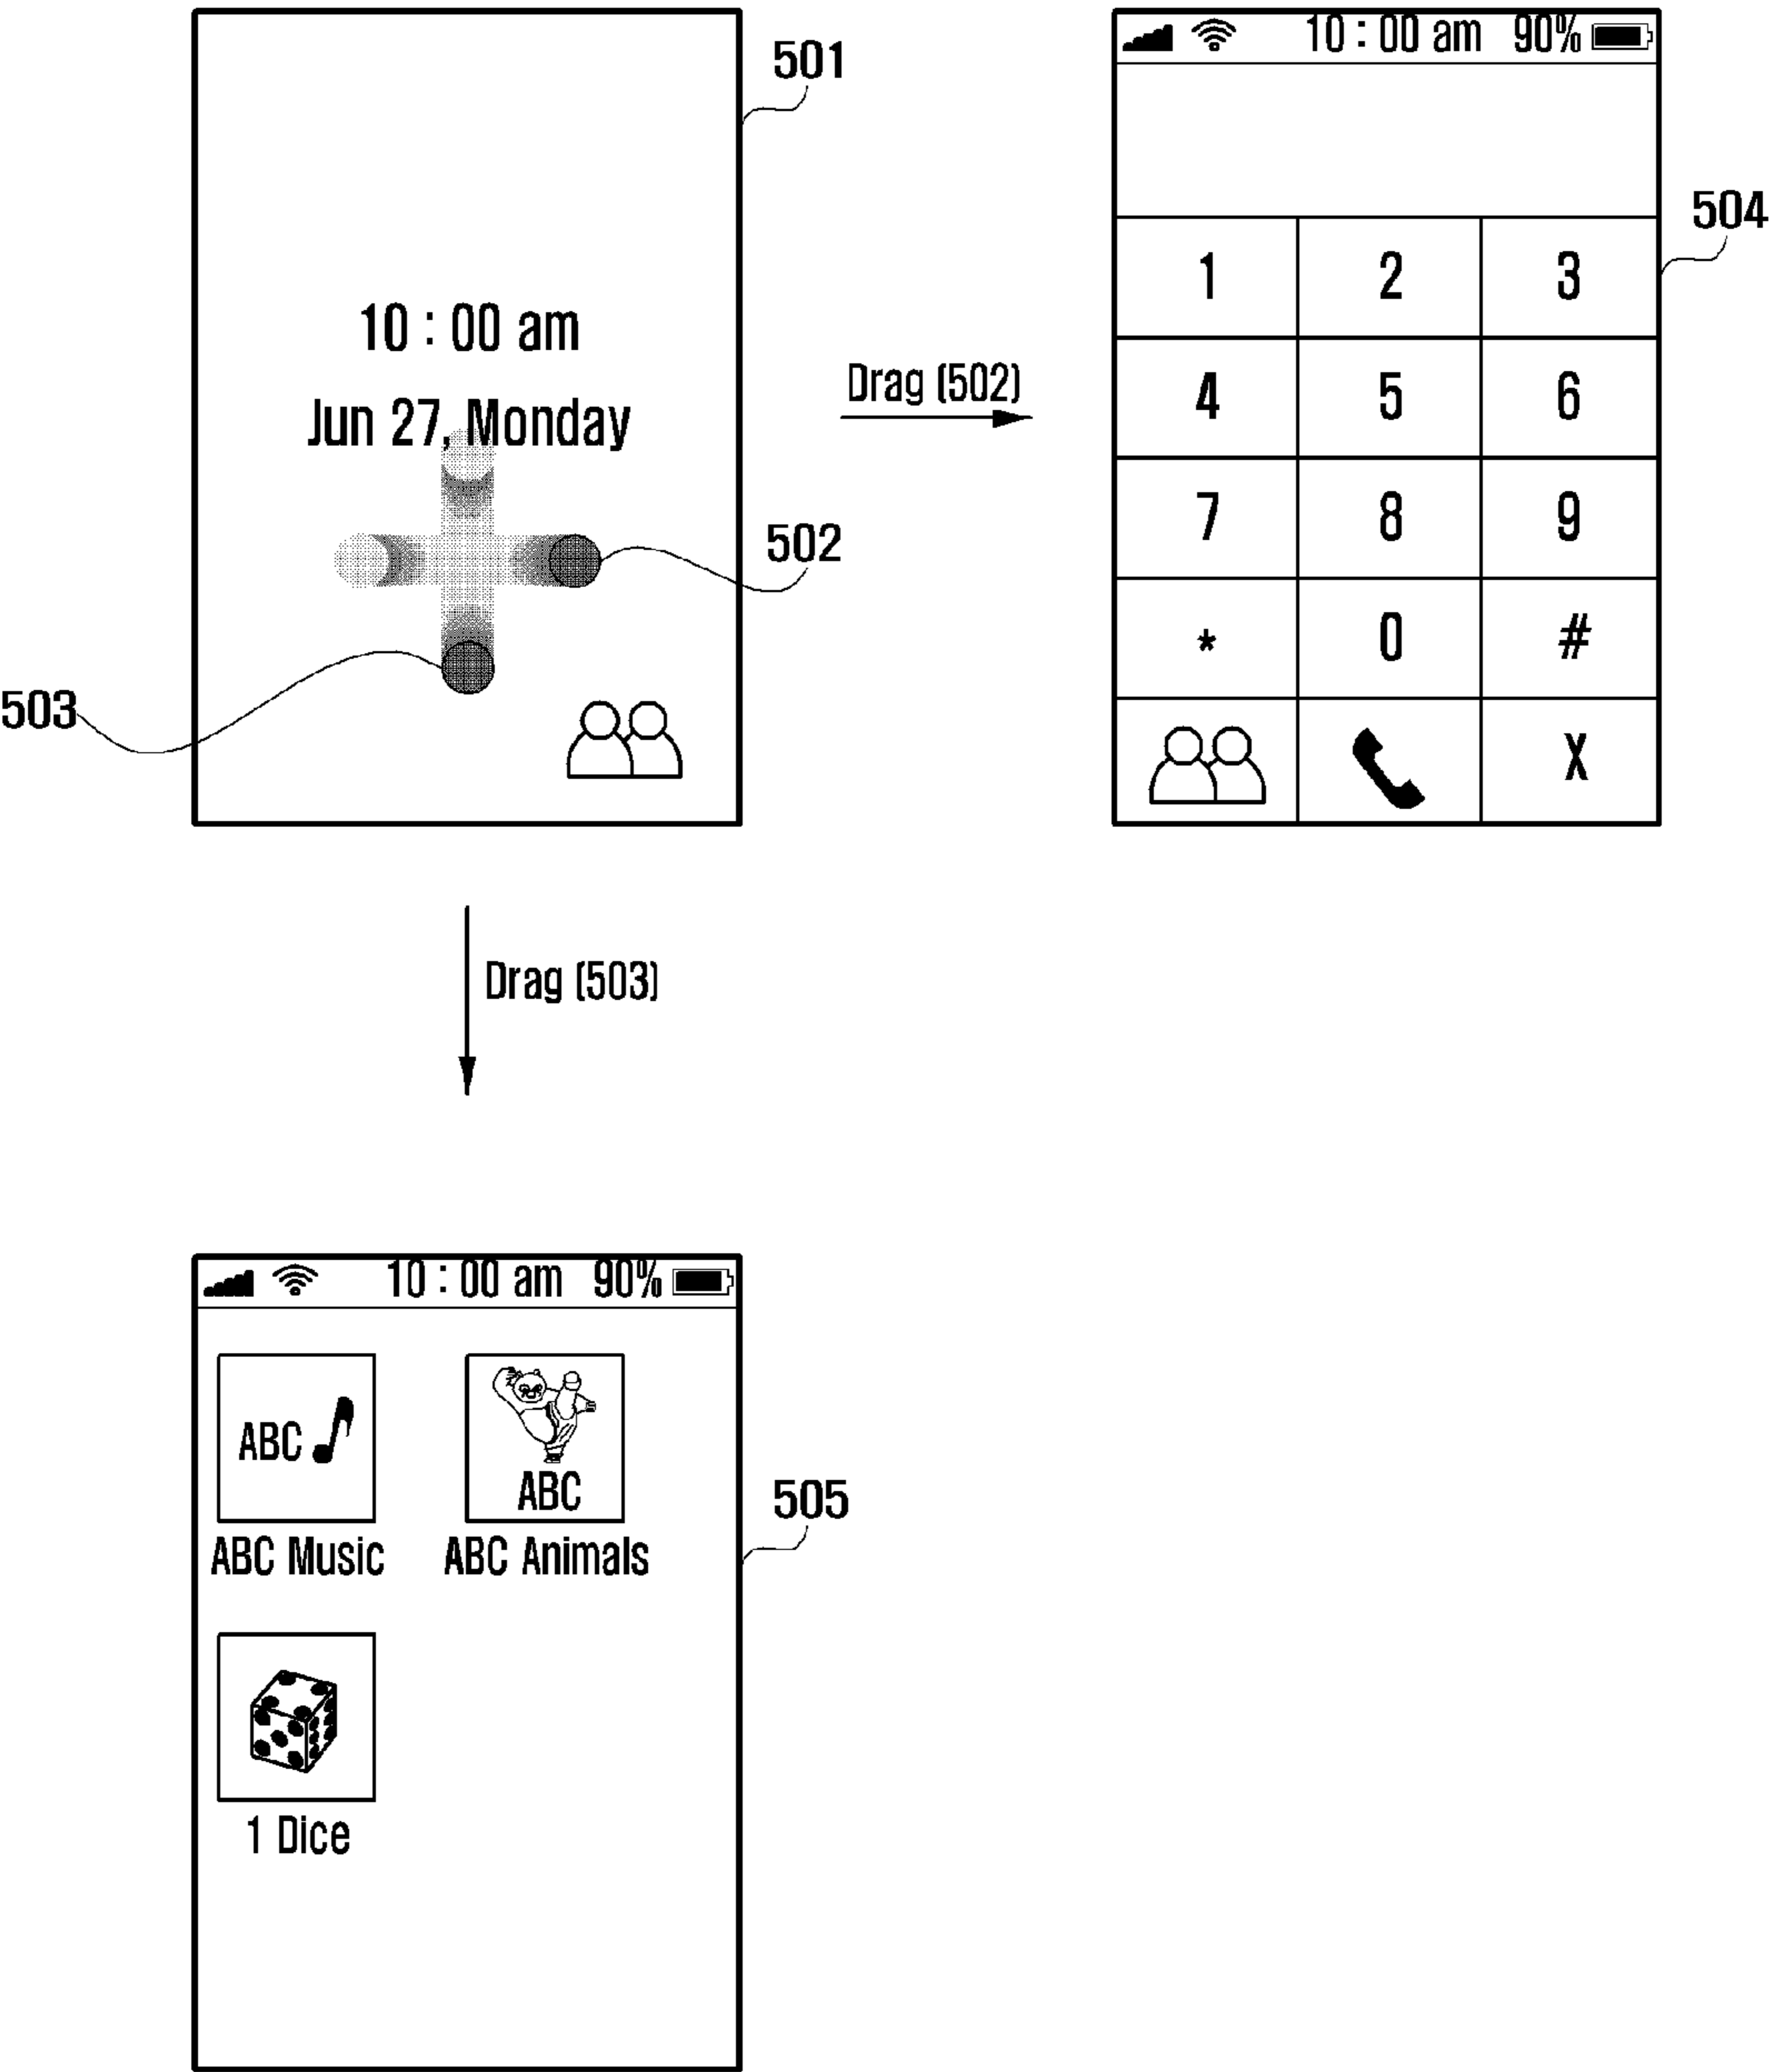 501
10 : 00 am
Jun 27, Monday
502
503
Drag (502)
10 : 00 am 90%
504
1 2 3
4 5 6
7 8 9
* 0 #
X
Drag (503)
10 : 00 am 90%
ABC
ABC
ABC Music ABC Animals
505
1 Dice